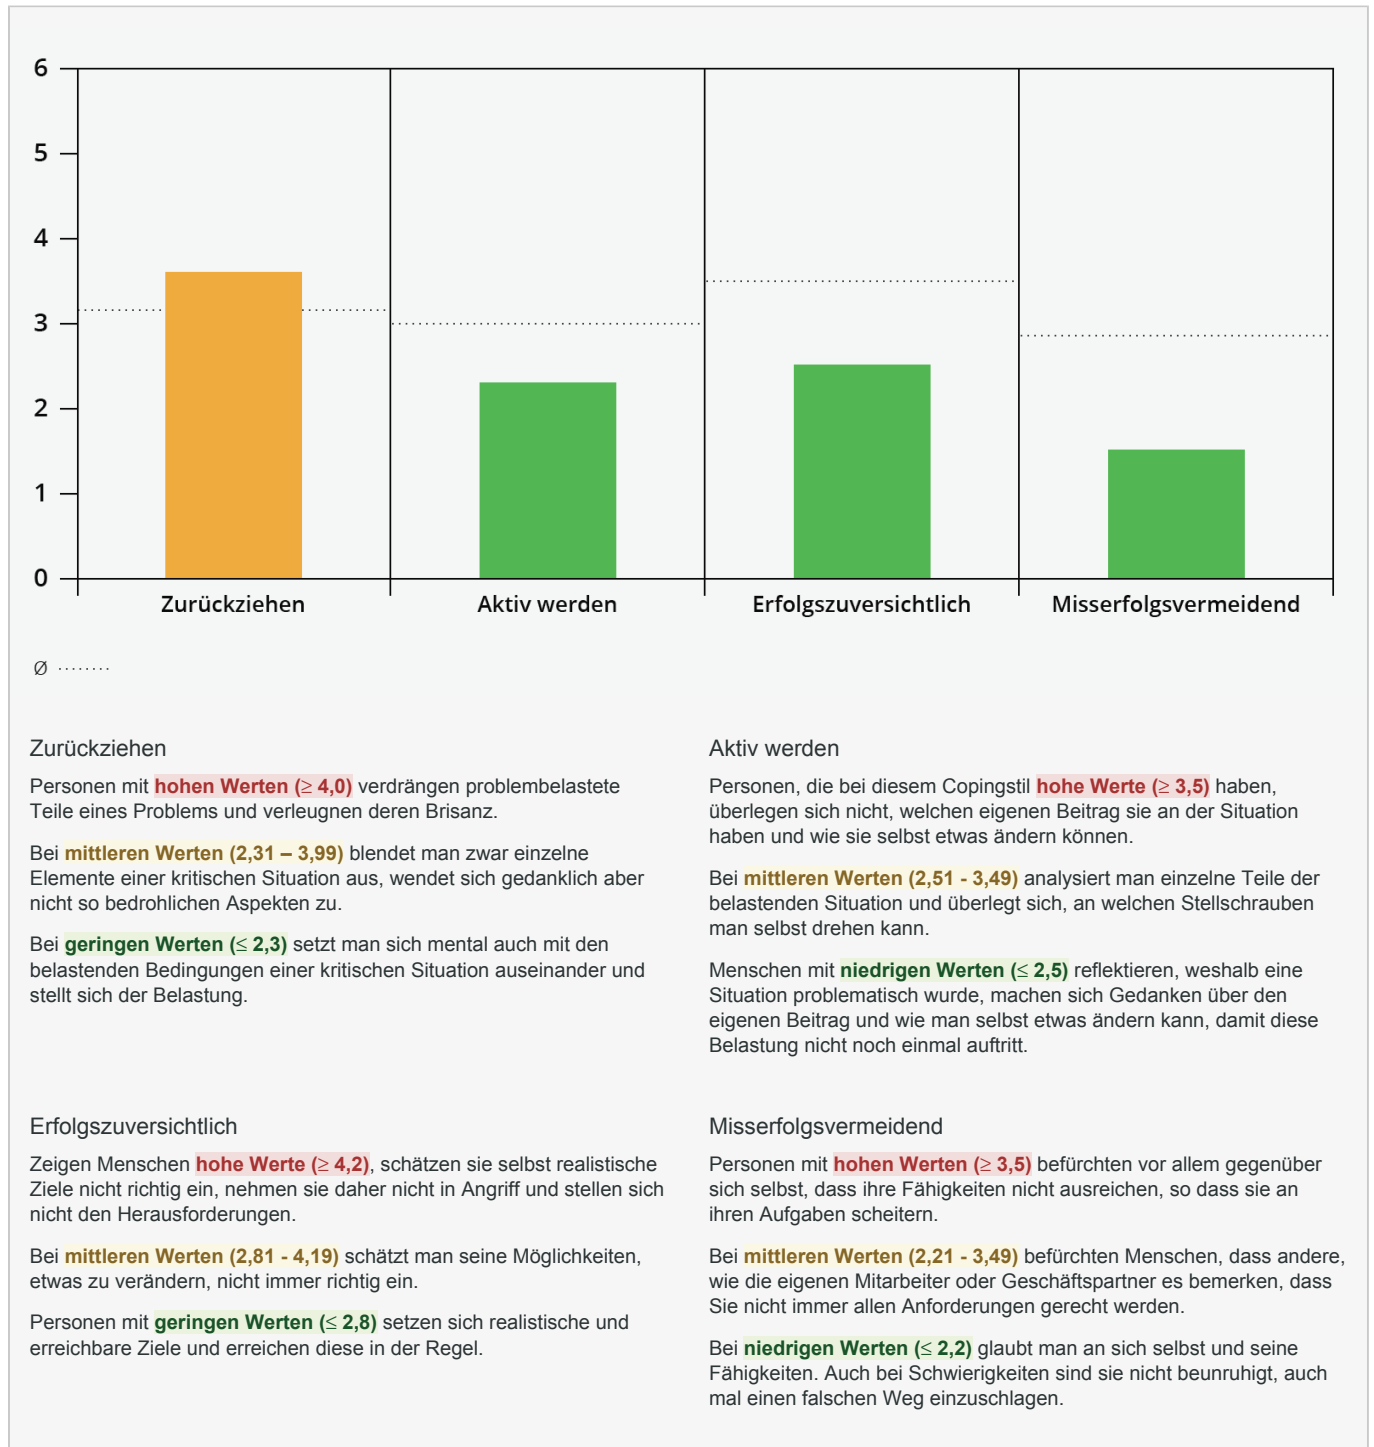 6
5
4
3
2
1
0
Zurückziehen
Aktiv werden
Erfolgszuversichtlich
Misserfolgsvermeidend
Ø ········
Zurückziehen
Personen mit hohen Werten (≥ 4,0) verdrängen problembelastete
Teile eines Problems und verleugnen deren Brisanz.
Bei mittleren Werten (2,31 – 3,99) blendet man zwar einzelne
Elemente einer kritischen Situation aus, wendet sich gedanklich aber
nicht so bedrohlichen Aspekten zu.
Bei geringen Werten (≤ 2,3) setzt man sich mental auch mit den
belastenden Bedingungen einer kritischen Situation auseinander und
stellt sich der Belastung.
Aktiv werden
Personen, die bei diesem Copingstil hohe Werte (≥ 3,5) haben,
überlegen sich nicht, welchen eigenen Beitrag sie an der Situation
haben und wie sie selbst etwas ändern können.
Bei mittleren Werten (2,51 - 3,49) analysiert man einzelne Teile der
belastenden Situation und überlegt sich, an welchen Stellschrauben
man selbst drehen kann.
Menschen mit niedrigen Werten (≤ 2,5) reflektieren, weshalb eine
Situation problematisch wurde, machen sich Gedanken über den
eigenen Beitrag und wie man selbst etwas ändern kann, damit diese
Belastung nicht noch einmal auftritt.
Erfolgszuversichtlich
Zeigen Menschen hohe Werte (≥ 4,2), schätzen sie selbst realistische
Ziele nicht richtig ein, nehmen sie daher nicht in Angriff und stellen sich
nicht den Herausforderungen.
Bei mittleren Werten (2,81 - 4,19) schätzt man seine Möglichkeiten,
etwas zu verändern, nicht immer richtig ein.
Personen mit geringen Werten (≤ 2,8) setzen sich realistische und
erreichbare Ziele und erreichen diese in der Regel.
Misserfolgsvermeidend
Personen mit hohen Werten (≥ 3,5) befürchten vor allem gegenüber
sich selbst, dass ihre Fähigkeiten nicht ausreichen, so dass sie an
ihren Aufgaben scheitern.
Bei mittleren Werten (2,21 - 3,49) befürchten Menschen, dass andere,
wie die eigenen Mitarbeiter oder Geschäftspartner es bemerken, dass
Sie nicht immer allen Anforderungen gerecht werden.
Bei niedrigen Werten (≤ 2,2) glaubt man an sich selbst und seine
Fähigkeiten. Auch bei Schwierigkeiten sind sie nicht beunruhigt, auch
mal einen falschen Weg einzuschlagen.